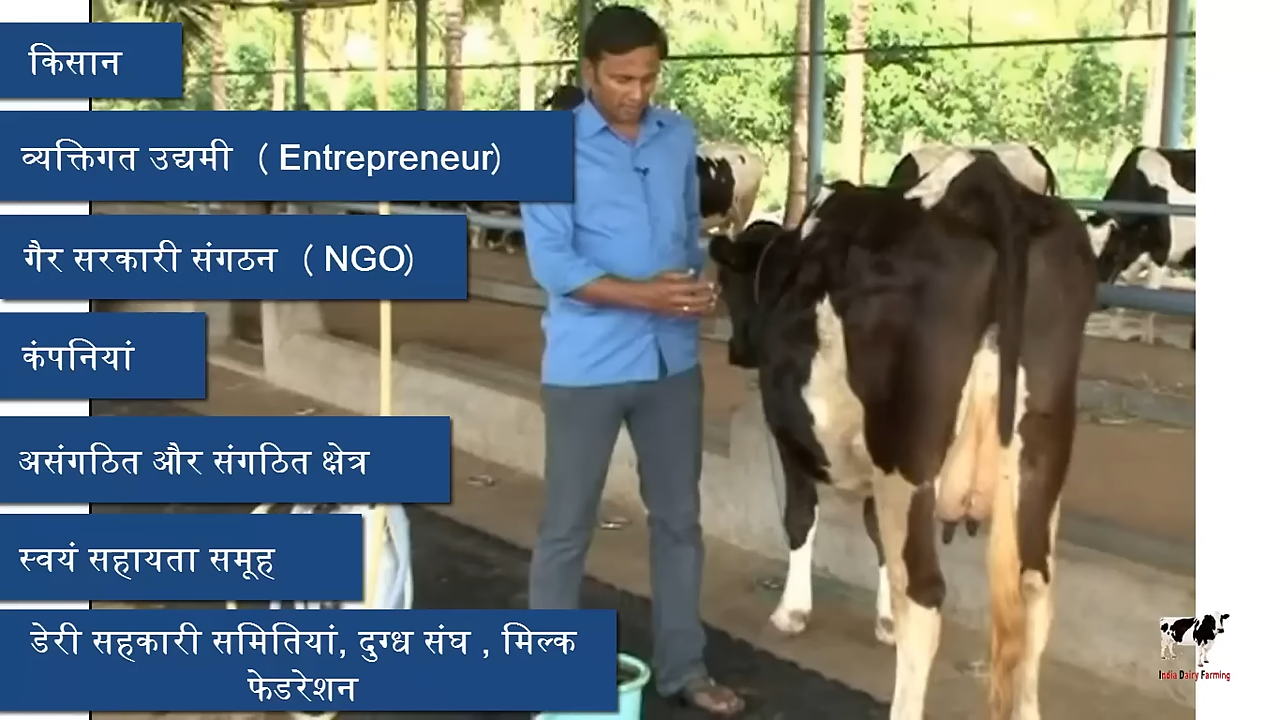 किसान
व्यक्तिगत उद्यमी ( Entrepreneur)
गैर सरकारी संगठन ( NGO)
कंपनियां
असंगठित और संगठित क्षेत्र
स्वयं सहायता समूह
डेरी सहकारी समितियां, दुग्ध संघ , मिल्क
फेडरेशन
India Dairy Farming